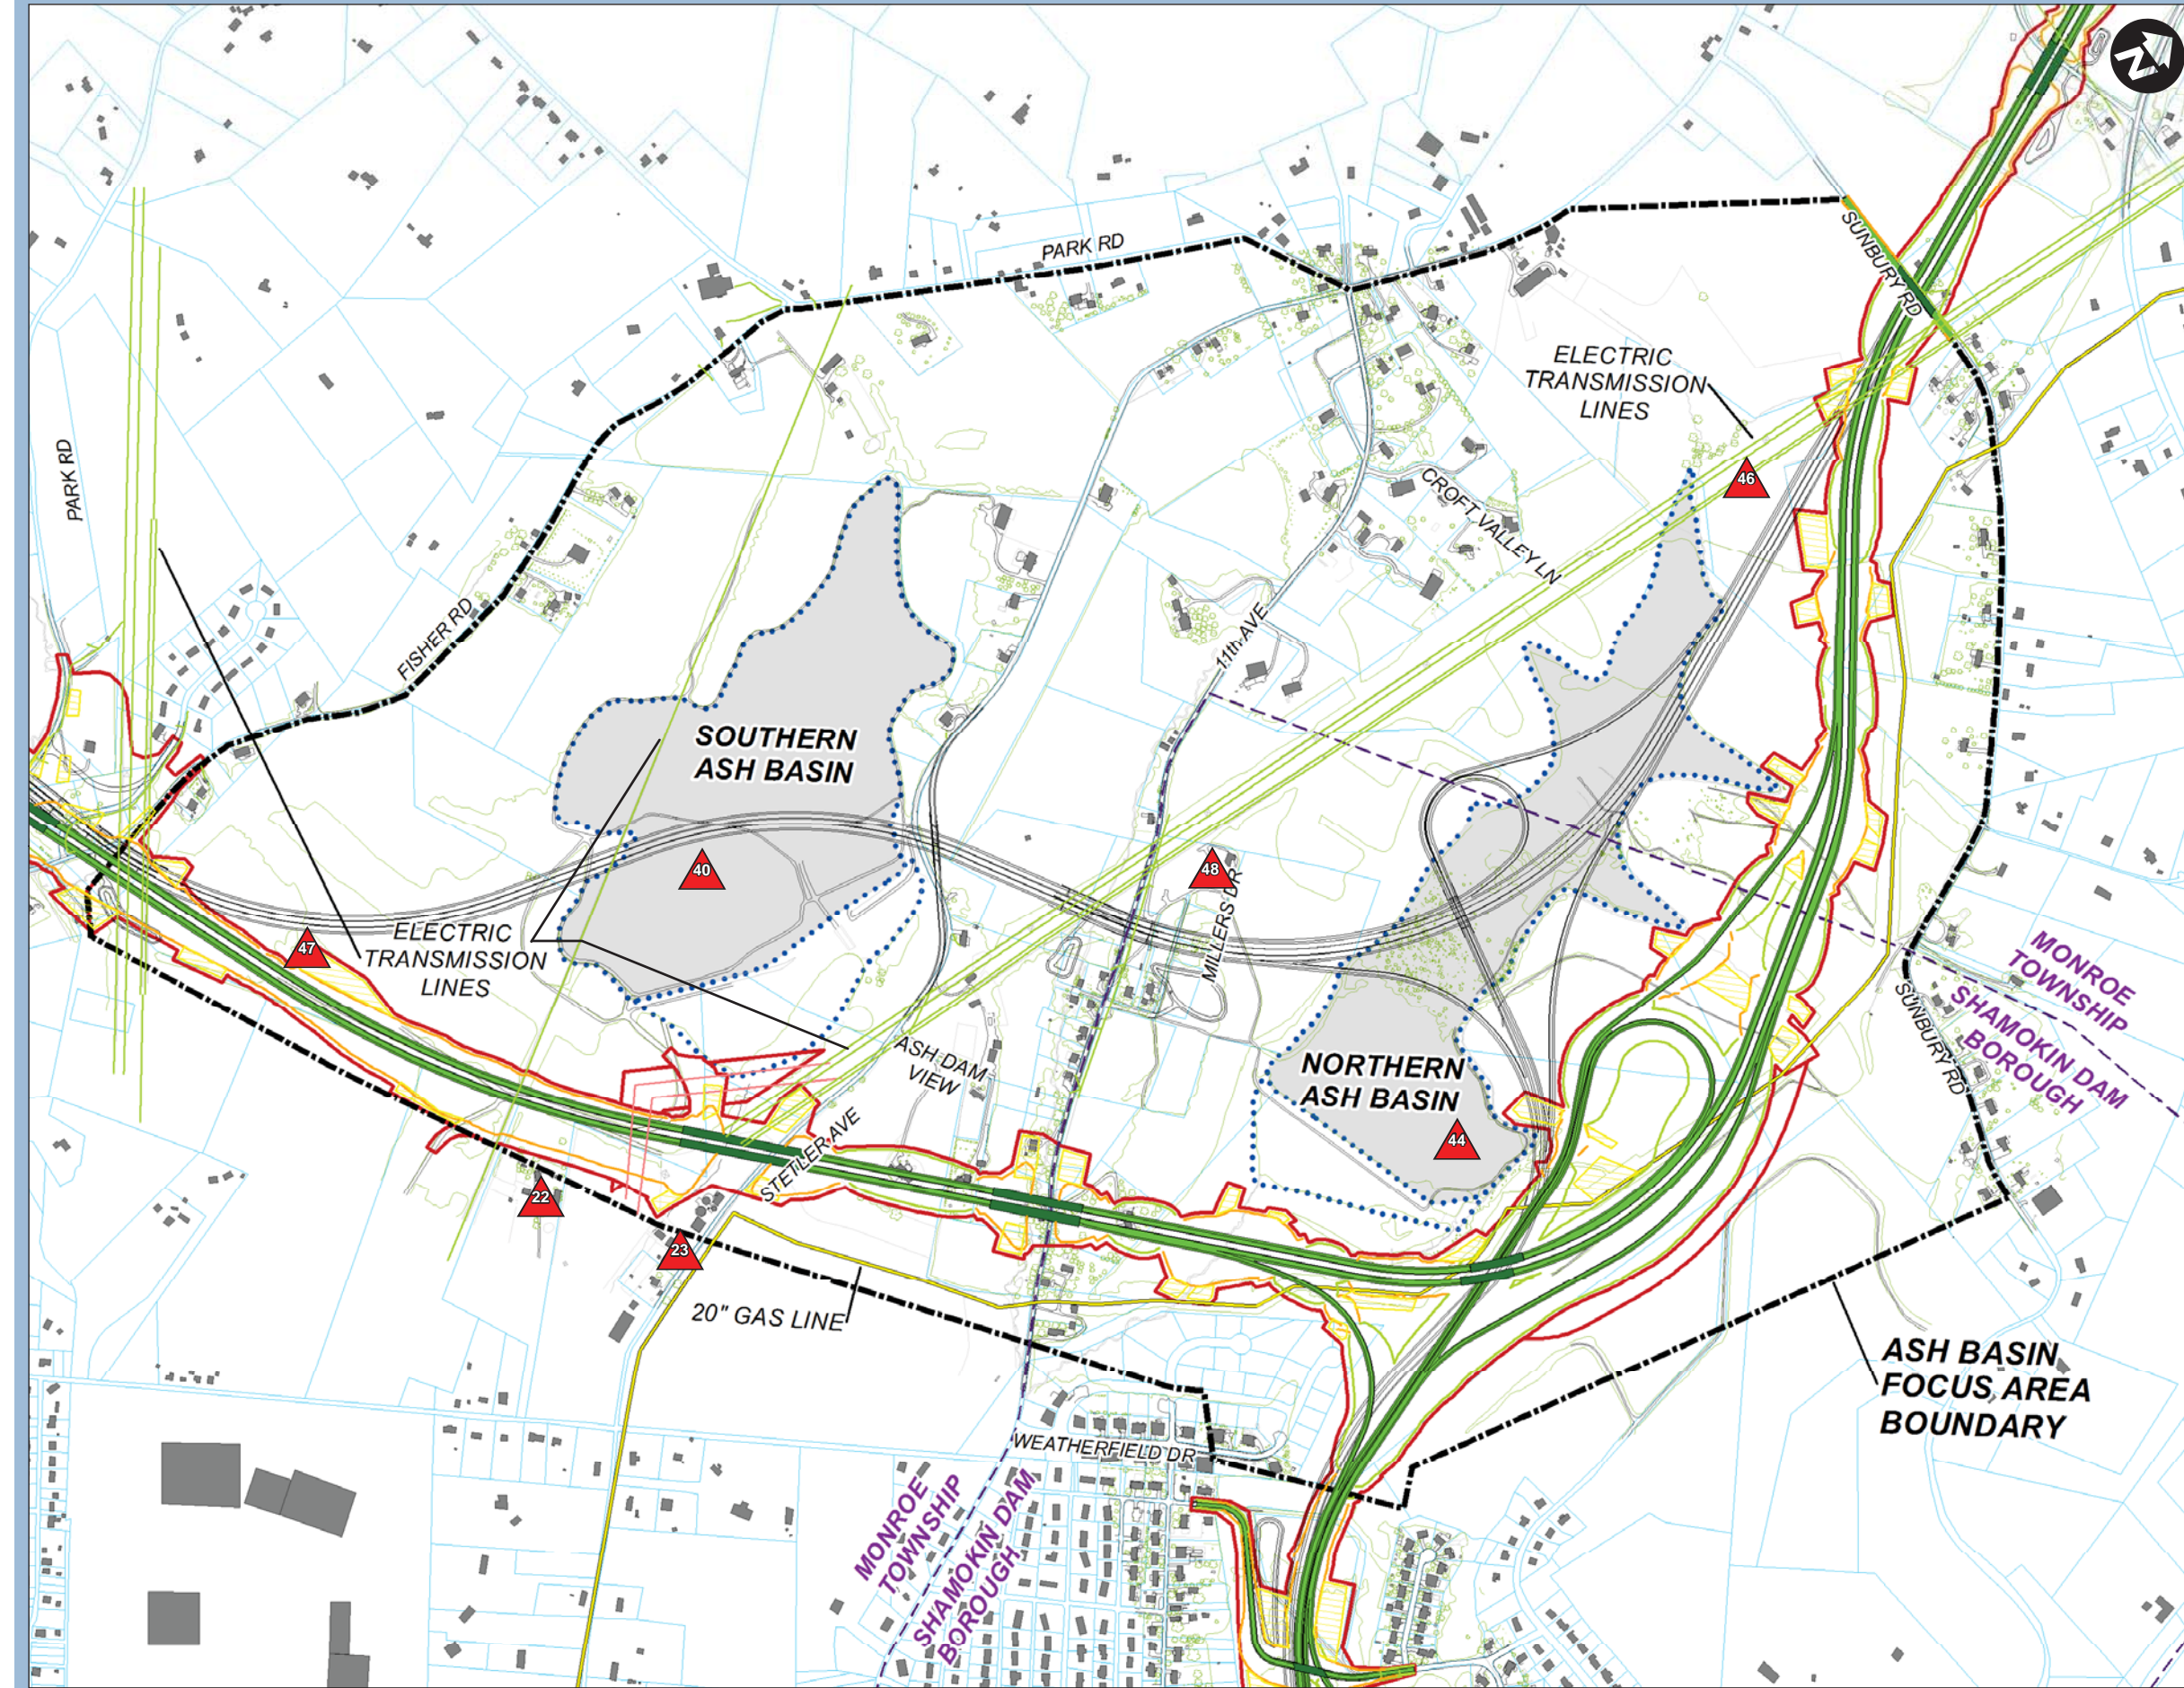 N
PARK RD
SUNBURY RD
ELECTRIC
TRANSMISSION
LINES
PARK RD
46
CROFT VALLEY LN
FISHER RD
11th AVE
SOUTHERN
ASH BASIN
40
48
MILLERS DR
ELECTRIC
TRANSMISSION
LINES
47
MONROE
TOWNSHIP
SHAMOKIN DAM
BOROUGH
SUNBURY RD
ASH DAM
VIEW
NORTHERN
ASH BASIN
44
STETLER AVE
22
23
20" GAS LINE
ASH BASIN
FOCUS AREA
BOUNDARY
WEATHERFIELD DR
MONROE
TOWNSHIP
SHAMOKIN DAM
BOROUGH